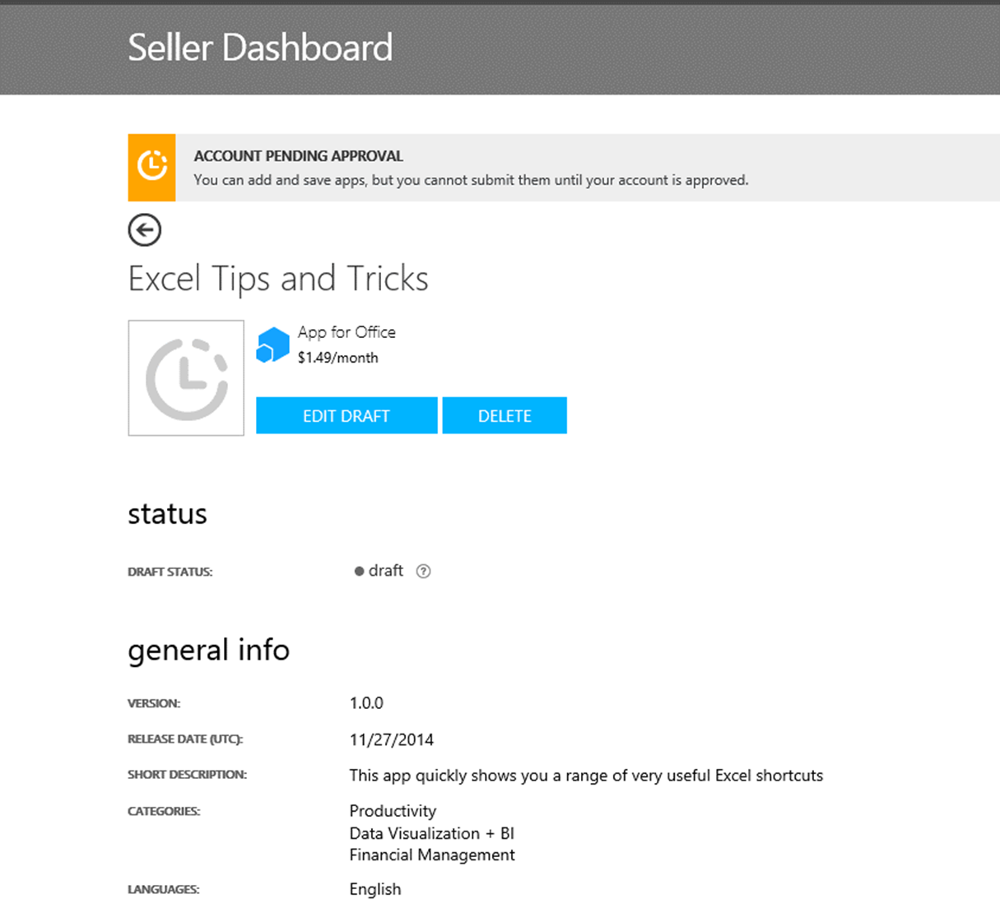 Seller Dashboard
ACCOUNT PENDING APPROVAL
You can add and save apps, but you cannot submit them until your account is approved.
Excel Tips and Tricks
App for Office
$1.49/month
EDIT DRAFT DELETE
status
DRAFT STATUS: draft ?
general info
VERSION: 1.0.0
RELEASE DATE (UTC): 11/27/2014
SHORT DESCRIPTION: This app quickly shows you a range of very useful Excel shortcuts
CATEGORIES: Productivity
Data Visualization + BI
Financial Management
LANGUAGES: English